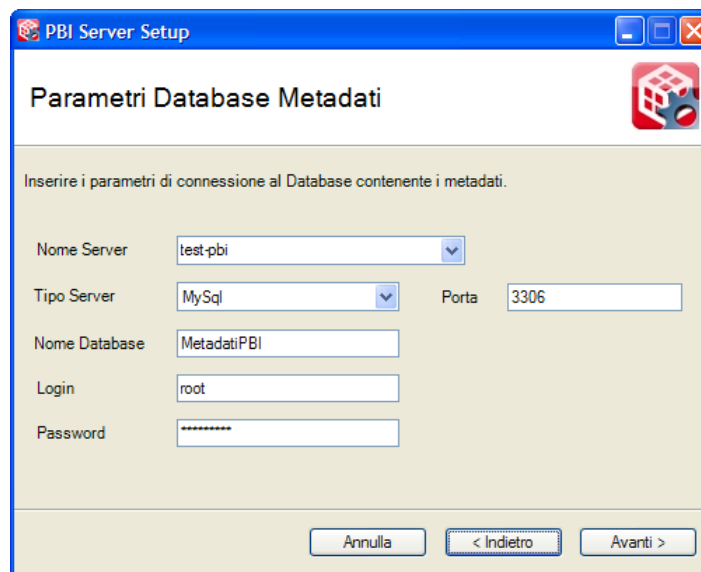 PBI Server Setup
Parametri Database Metadati
Inserire i parametri di connessione al Database contenente i metadati.
Nome Server test-pbi
Tipo Server MySql Porta 3306
Nome Database MetadatiPBI
Login root
Password *********
Annulla < Indietro Avanti >